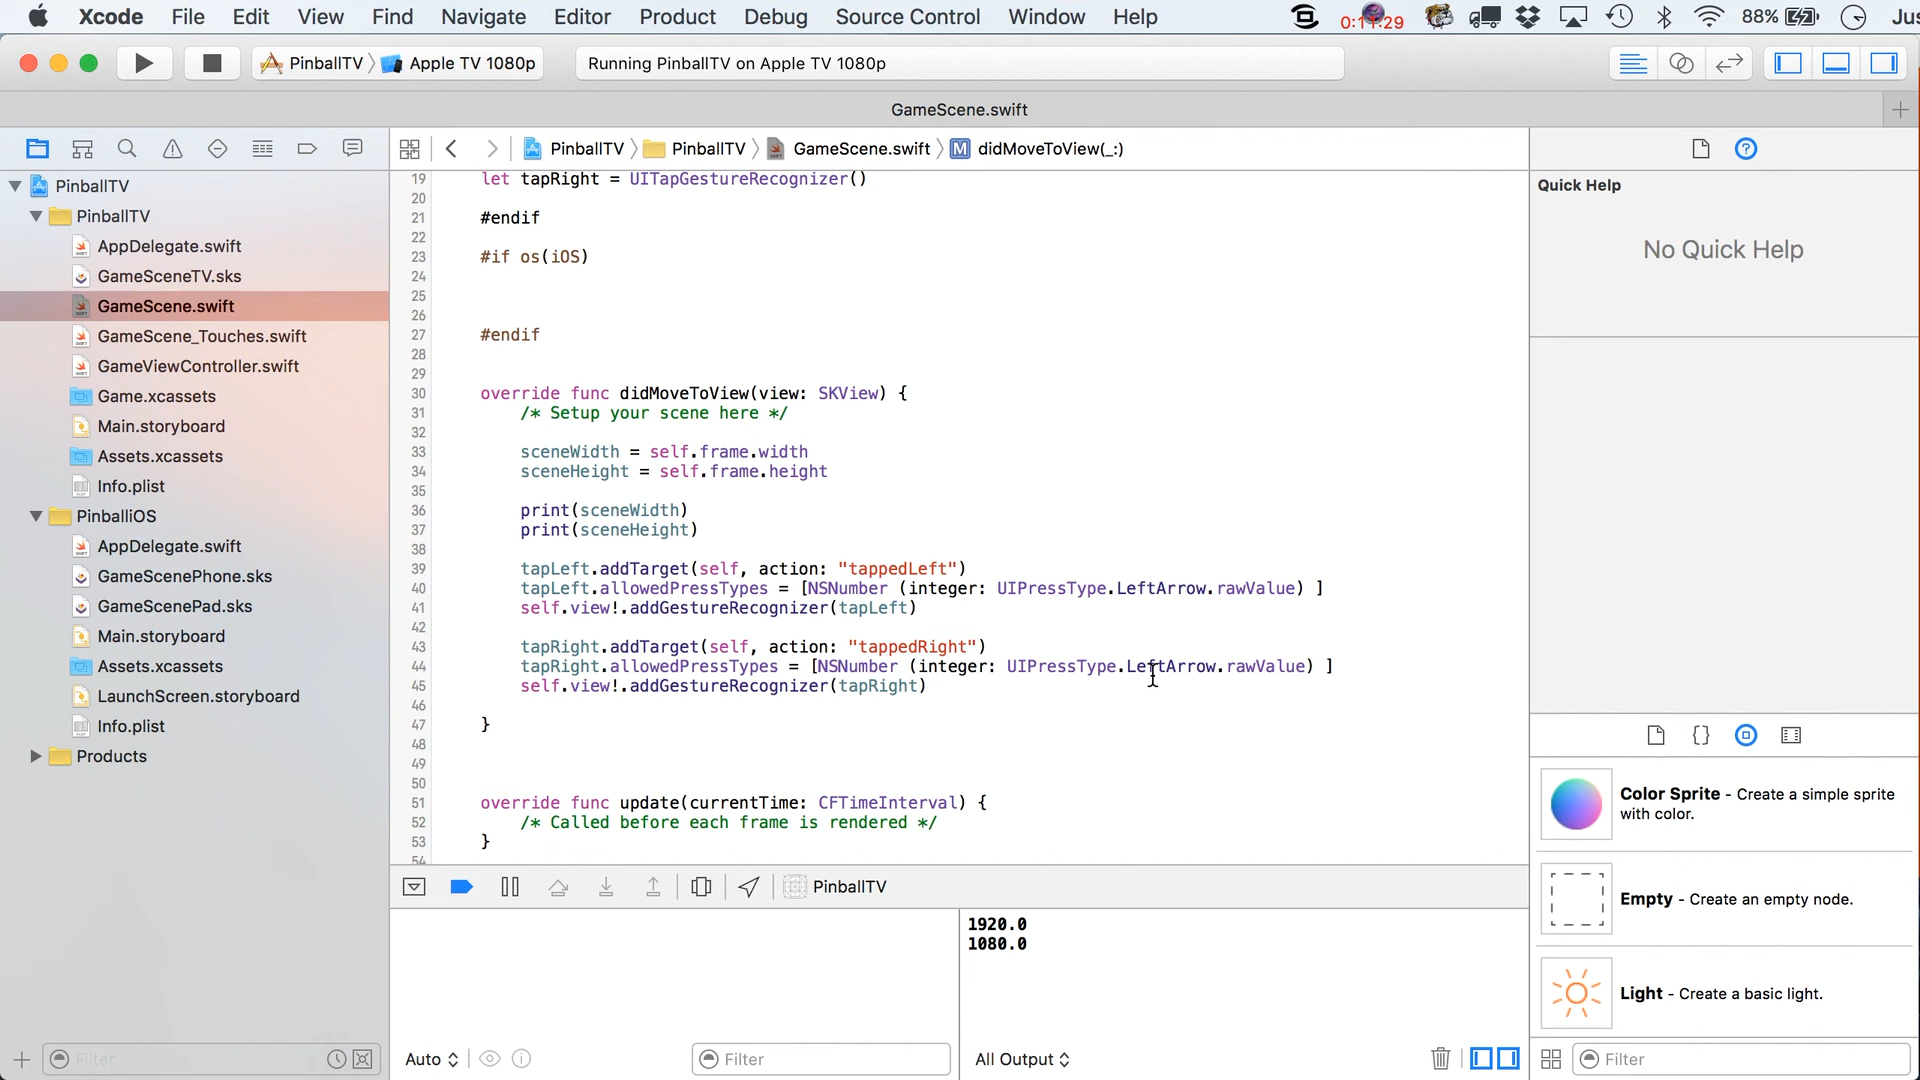 Xcode File Edit View Find Navigate Editor Product Debug Source Control Window Help 0:11:29 88% Jus
PinballTV Apple TV 1080p Running PinballTV on Apple TV 1080p
GameScene.swift
PinballTV PinballTV GameScene.swift M didMoveToView(_:)
PinballTV
PinballTV
AppDelegate.swift
GameSceneTV.sks
GameScene.swift
GameScene_Touches.swift
GameViewController.swift
Game.xcassets
Main.storyboard
Assets.xcassets
Info.plist
PinballiOS
AppDelegate.swift
GameScenePhone.sks
GameScenePad.sks
Main.storyboard
Assets.xcassets
LaunchScreen.storyboard
Info.plist
Products
Filter
19 let tapRight = UITapGestureRecognizer()
20
21 #endif
22
23 #if os(iOS)
24
25
26
27 #endif
28
29
30 override func didMoveToView(view: SKView) {
31 /* Setup your scene here */
32
33 sceneWidth = self.frame.width
34 sceneHeight = self.frame.height
35
36 print(sceneWidth)
37 print(sceneHeight)
38
39 tapLeft.addTarget(self, action: "tappedLeft")
40 tapLeft.allowedPressTypes = [NSNumber (integer: UIPressType.LeftArrow.rawValue) ]
41 self.view!.addGestureRecognizer(tapLeft)
42
43 tapRight.addTarget(self, action: "tappedRight")
44 tapRight.allowedPressTypes = [NSNumber (integer: UIPressType.LeftArrow.rawValue) ]
45 self.view!.addGestureRecognizer(tapRight)
46
47 }
48
49
50
51 override func update(currentTime: CFTimeInterval) {
52 /* Called before each frame is rendered */
53 }
54
PinballTV
1920.0
1080.0
Auto Filter All Output
Quick Help
No Quick Help
Color Sprite - Create a simple sprite
with color.
Empty - Create an empty node.
Light - Create a basic light.
Filter